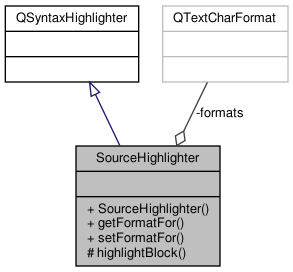 QSyntaxHighlighter
QTextCharFormat
-formats
SourceHighlighter
+ SourceHighlighter()
+ getFormatFor()
+ setFormatFor()
# highlightBlock()